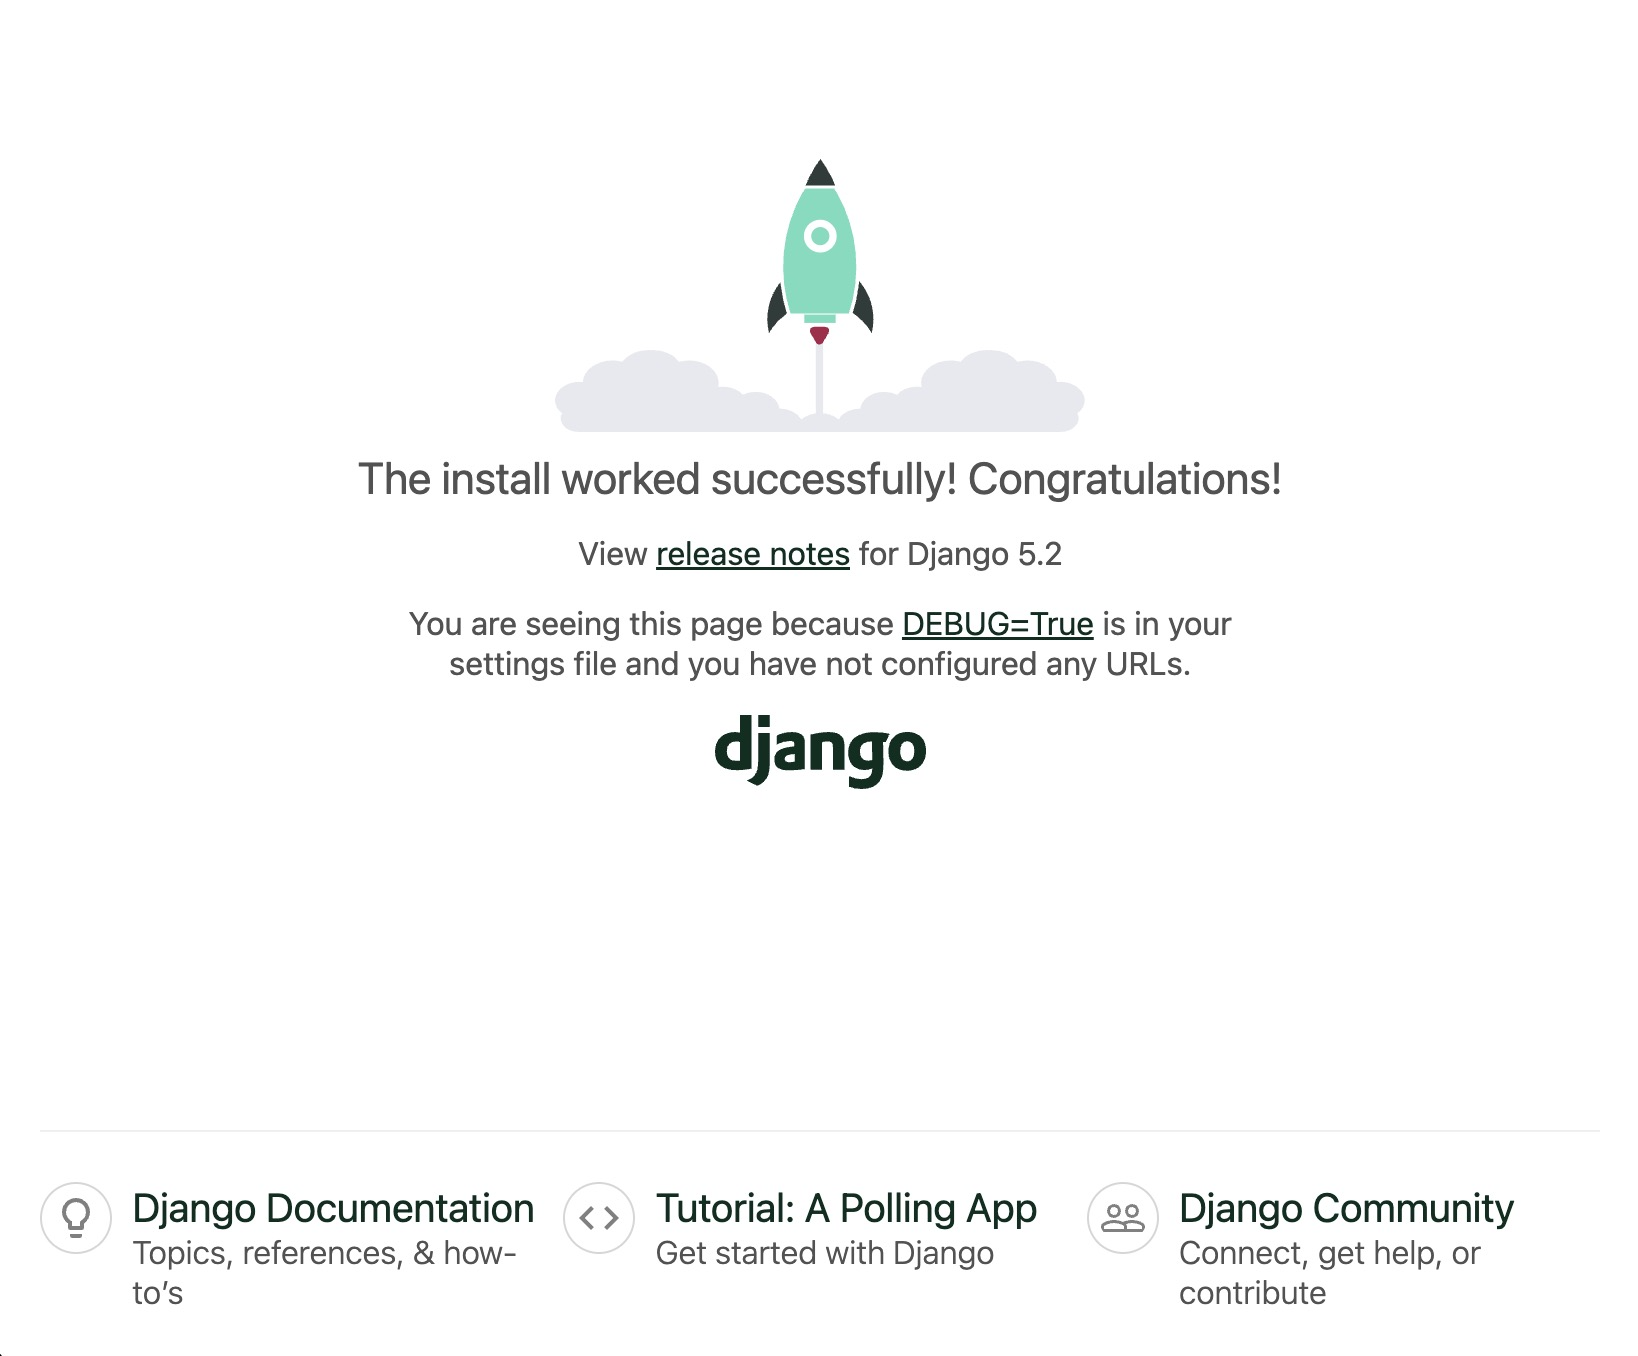 The install worked successfully! Congratulations!
View release notes for Django 5.2
You are seeing this page because DEBUG=True is in your
settings file and you have not configured any URLs.
django
Django Documentation
Topics, references, & how-
to’s
Tutorial: A Polling App
Get started with Django
Django Community
Connect, get help, or
contribute